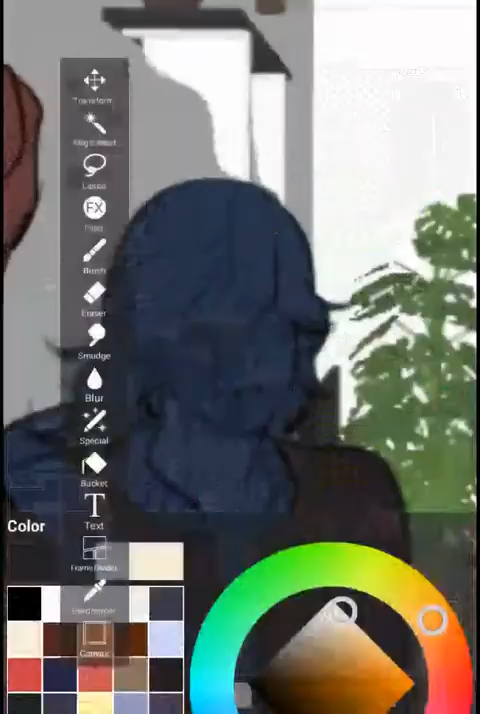 Transform
Magic Wand
Lasso
FX
Filter
Brush
Eraser
Smudge
Blur
Special
Bucket
T
Text
Color
Frame Divider
Eyedropper
Canvas